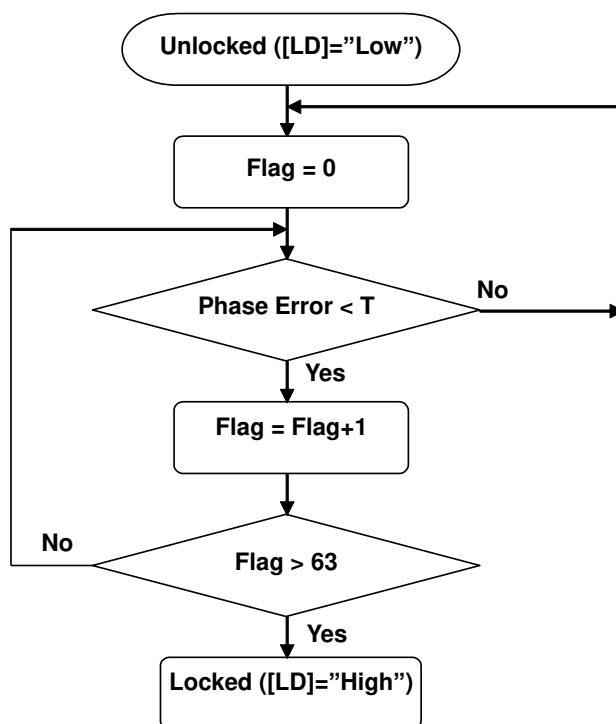 Unlocked ([LD]=”Low”)
Flag = 0
Phase Error < T
No
Yes
Flag = Flag+1
No
Flag > 63
Yes
Locked ([LD]=”High”)